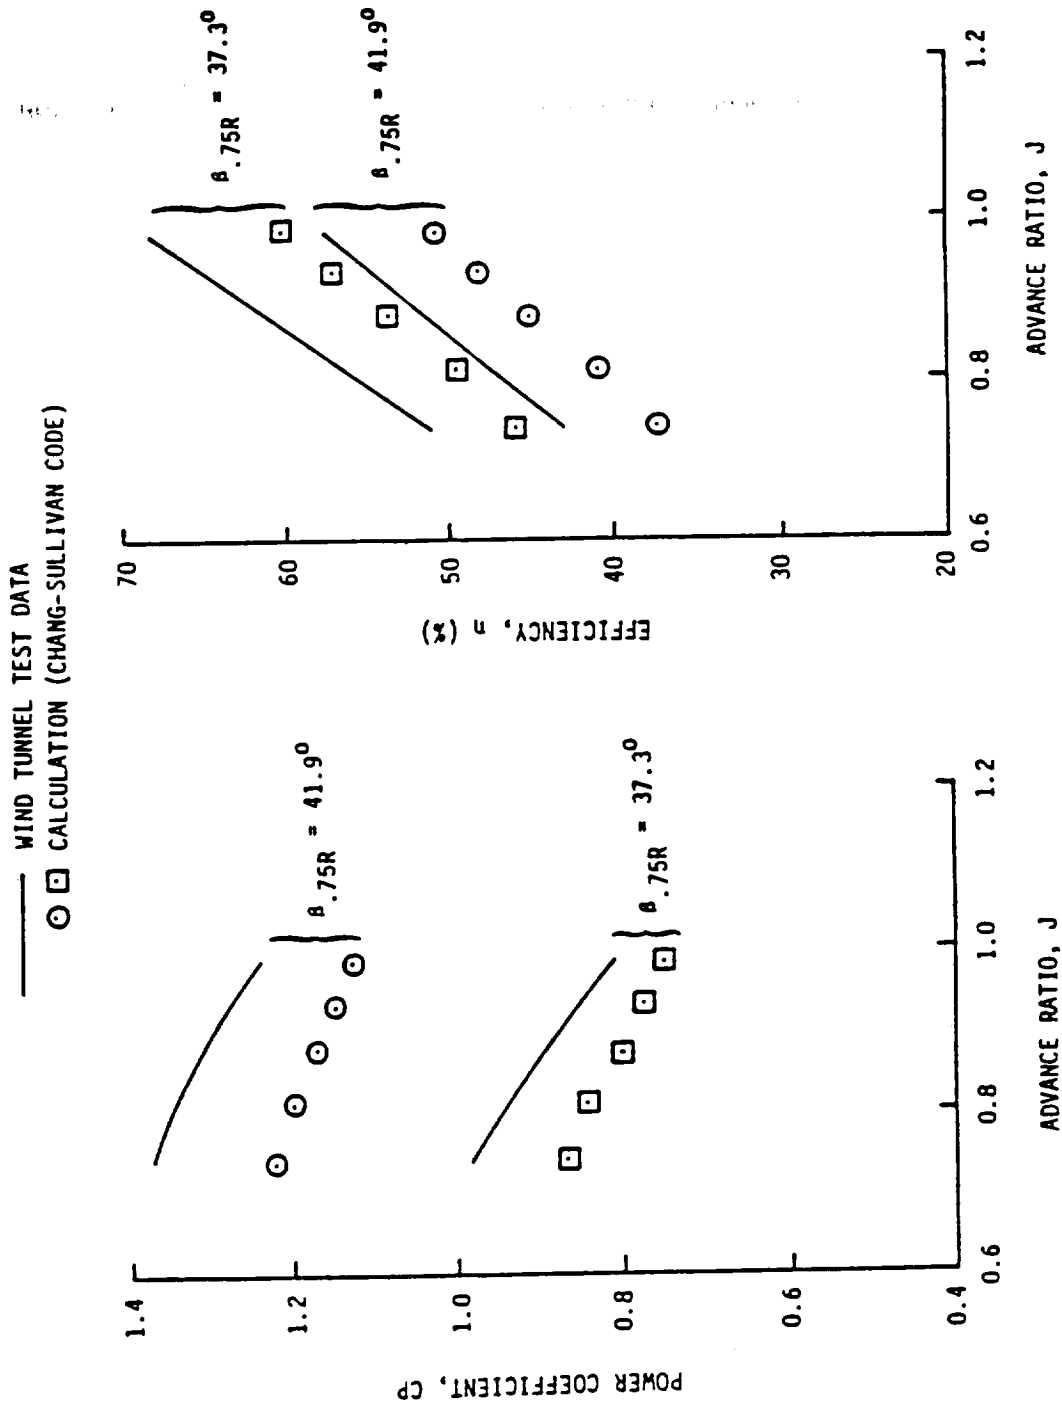 WIND TUNNEL TEST DATA
CALCULATION (CHANG-SULLIVAN CODE)
POWER COEFFICIENT, CP
1.4
1.2
1.0
0.8
0.6
0.4
β.75R = 41.9°
β.75R = 37.3°
0.6
0.8
1.0
1.2
ADVANCE RATIO, J
EFFICIENCY, η (%)
70
60
50
40
30
20
β.75R = 37.3°
β.75R = 41.9°
0.6
0.8
1.0
1.2
ADVANCE RATIO, J